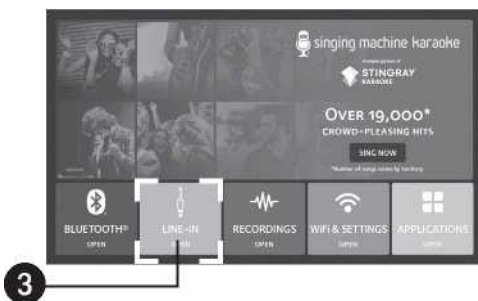 singing machine karaoke
STINGRAY
KARAOKE
OVER 19,000*
CROWD-PLEASING HITS
SING NOW
*Number of songs varies by territory
BLUETOOTH® LINE-IN RECORDINGS WIFI & SETTINGS APPLICATIONS
OPEN OPEN OPEN OPEN OPEN
3